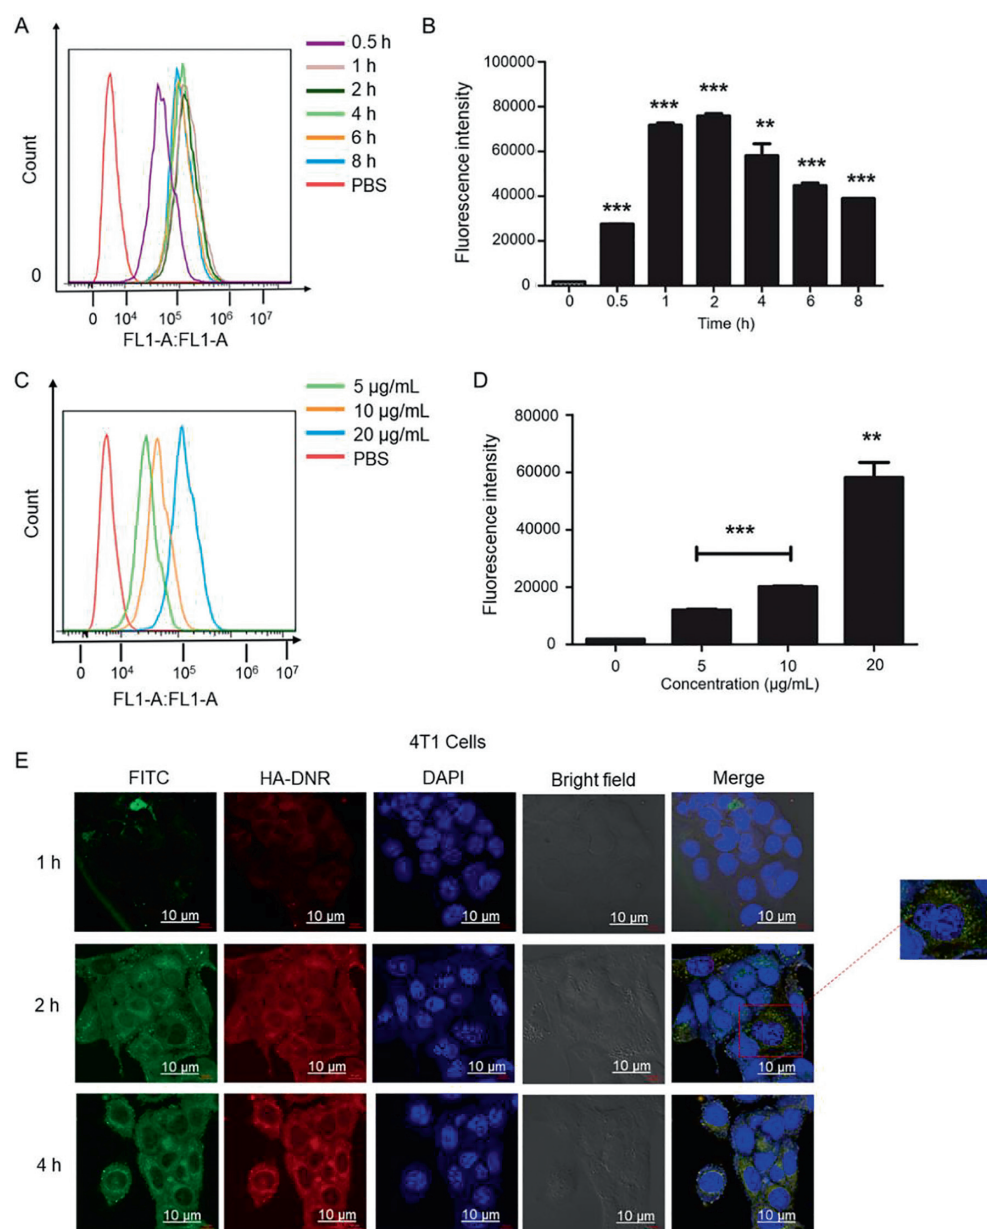 A
0.5 h
1 h
2 h
4 h
6 h
8 h
PBS
Count
0
0 10⁴ 10⁵ 10⁶ 10⁷
FL1-A:FL1-A
B
Fluorescence intensity
100000
80000
60000
40000
20000
0
*** *** *** ** *** ***
0 0.5 1 2 4 6 8
Time (h)
C
5 µg/mL
10 µg/mL
20 µg/mL
PBS
Count
0 10⁴ 10⁵ 10⁶ 10⁷
FL1-A:FL1-A
D
Fluorescence intensity
80000
60000
40000
20000
0
***
**
0 5 10 20
Concentration (µg/mL)
E
4T1 Cells
FITC HA-DNR DAPI Bright field Merge
1 h
10 µm 10 µm 10 µm 10 µm 10 µm
2 h
10 µm 10 µm 10 µm 10 µm 10 µm
4 h
10 µm 10 µm 10 µm 10 µm 10 µm